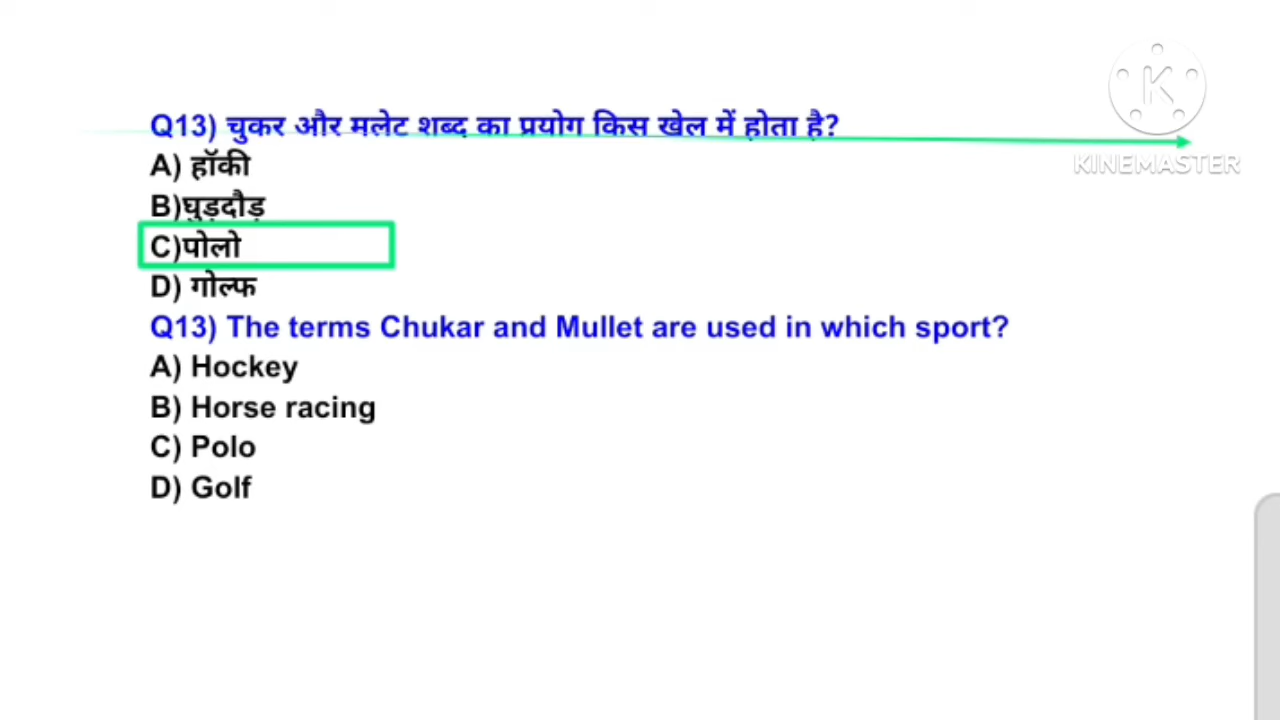 Q13) चुकर और मलेट शब्द का प्रयोग किस खेल में होता है?
A) हॉकी
B)घुड़दौड़
C)पोलो
D) गोल्फ
Q13) The terms Chukar and Mullet are used in which sport?
A) Hockey
B) Horse racing
C) Polo
D) Golf
K
KINEMASTER